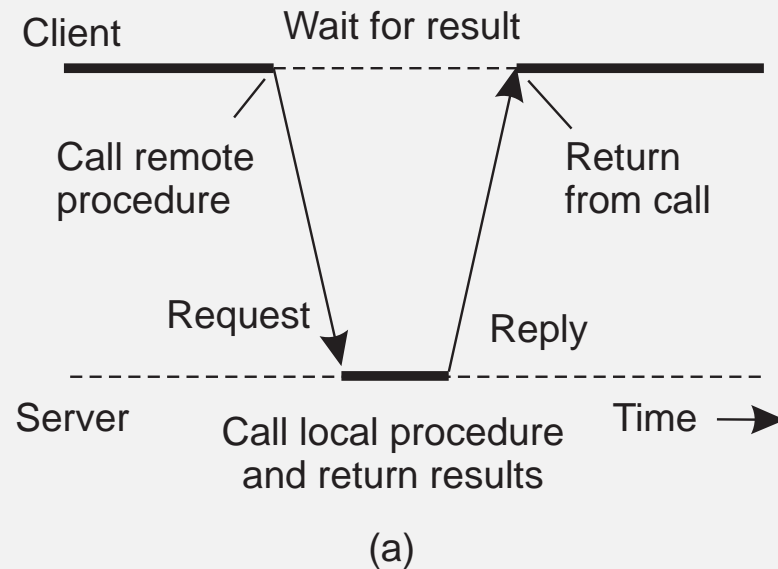 Client
Wait for result
Call remote
procedure
Return
from call
Request
Reply
Server
Call local procedure
and return results
Time
(a)